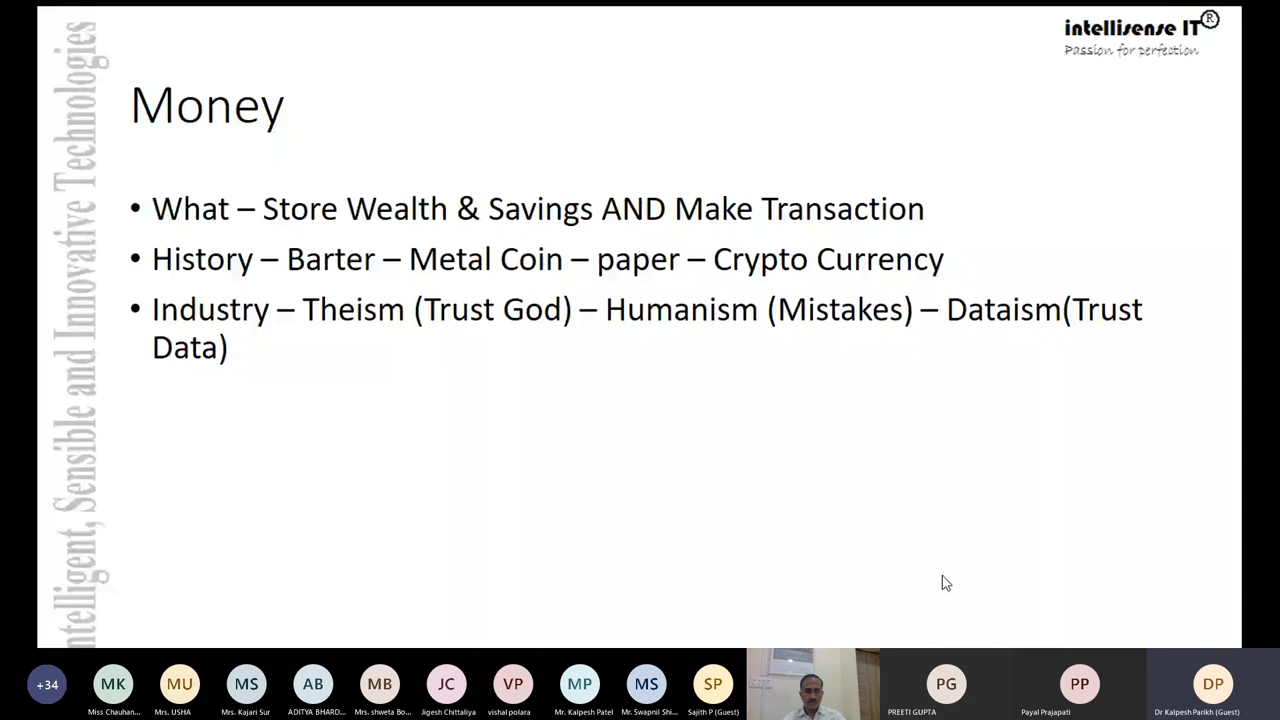 intellisense IT®
Passion for perfection
ntelligent, Sensible and Innovative Technologies
Money
• What – Store Wealth & Savings AND Make Transaction
• History – Barter – Metal Coin – paper – Crypto Currency
• Industry – Theism (Trust God) – Humanism (Mistakes) – Dataism(Trust
Data)
+34
MK
MU
MS
AB
MB
JC
VP
MP
MS
SP
PG
PP
DP
Miss Chauhan...
Mrs. USHA
Mrs. Kajari Sur
ADITYA BHARD...
Mrs. shweta Bo...
Jigesh Chittaliya
vishal polara
Mr. Kalpesh Patel
Mr. Swapnil Shi...
Sajith P (Guest)
PREETI GUPTA
Payal Prajapati
Dr Kalpesh Parikh (Guest)